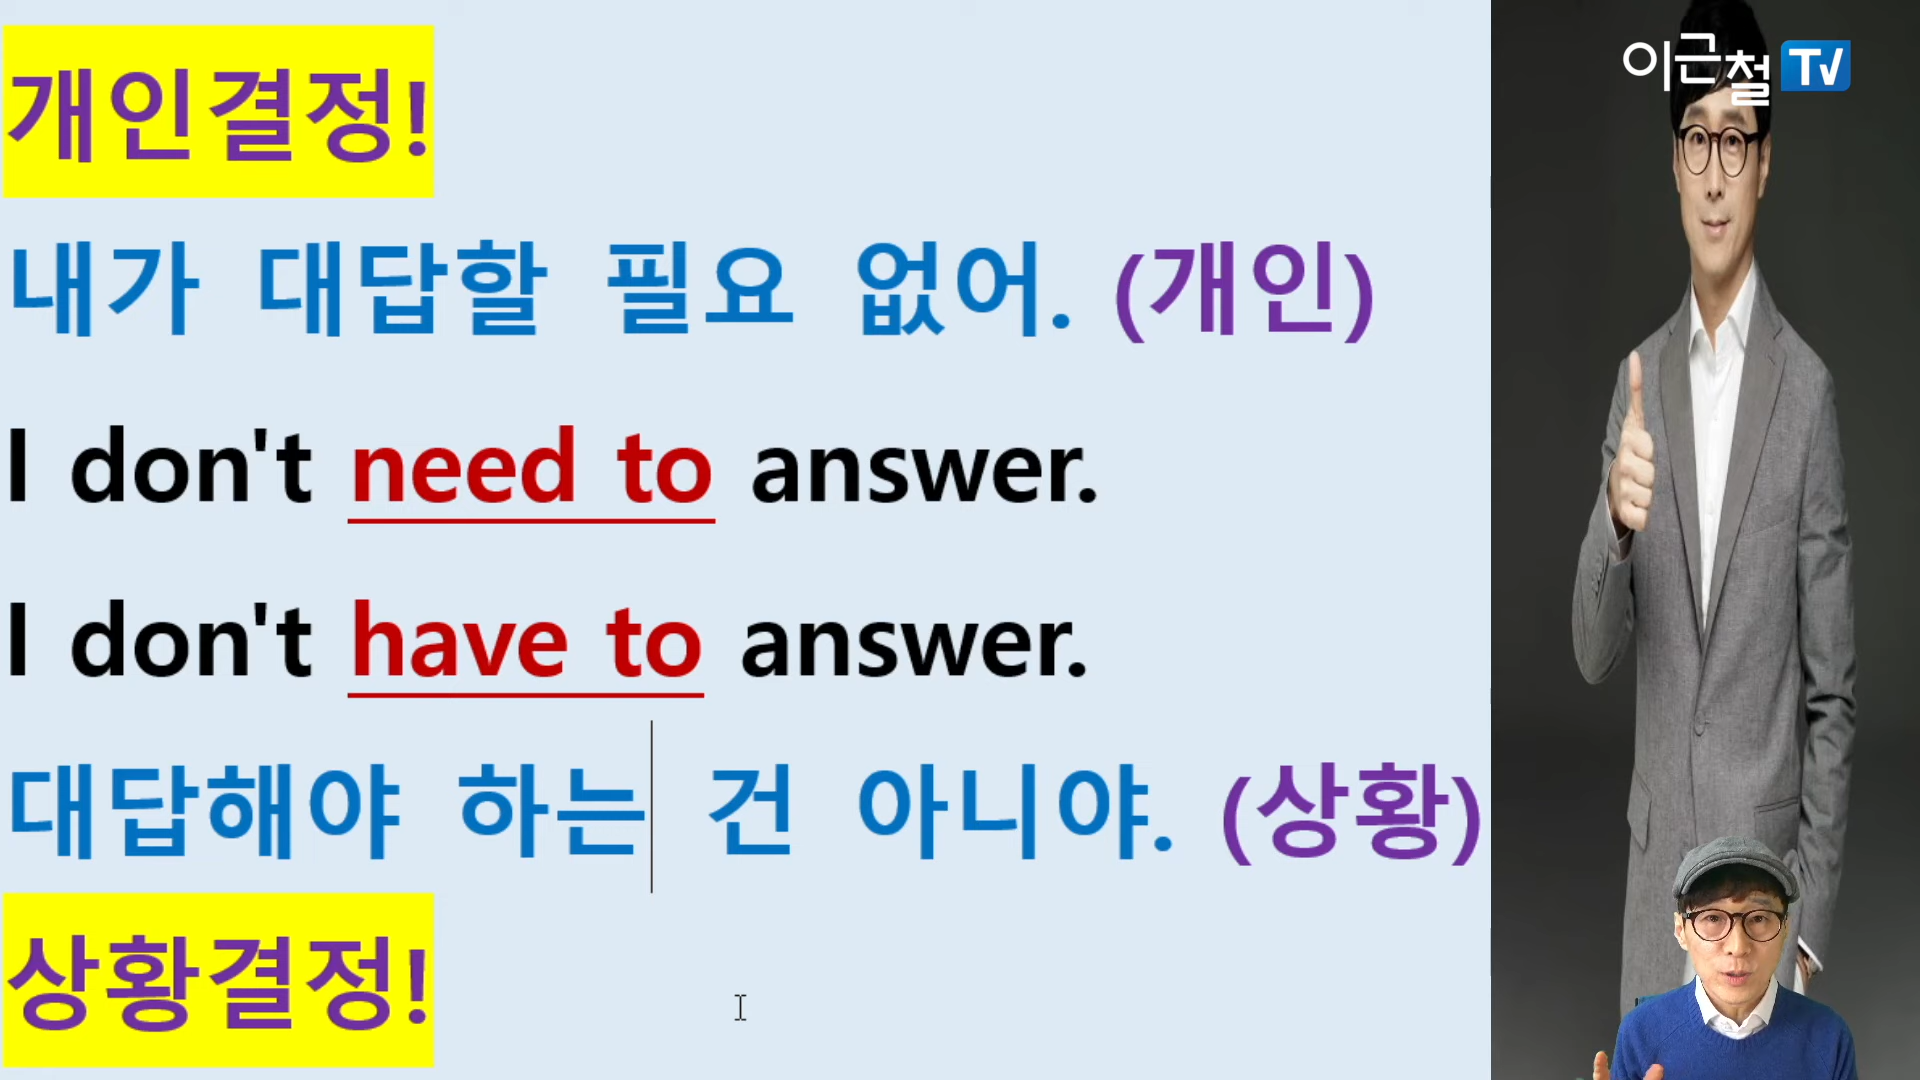 개인결정!
내가 대답할 필요 없어. (개인)
I don't need to answer.
I don't have to answer.
대답해야 하는 건 아니야. (상황)
상황결정!
이근철 TV